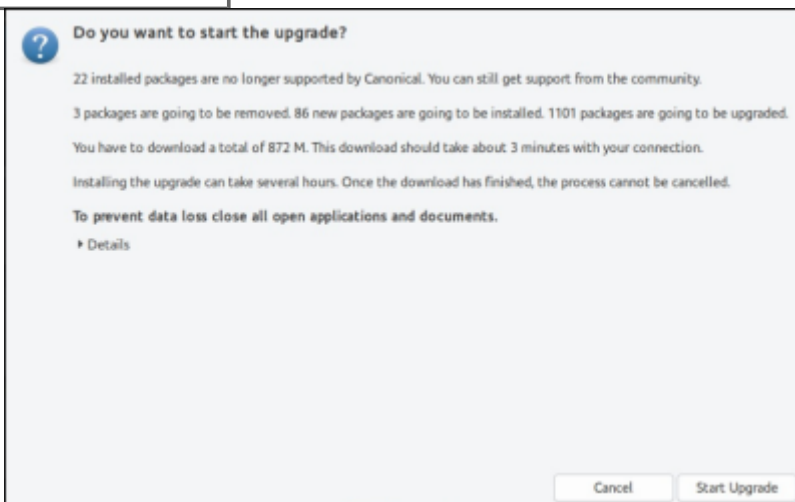 Do you want to start the upgrade?
22 installed packages are no longer supported by Canonical. You can still get support from the community.
3 packages are going to be removed. 86 new packages are going to be installed. 1101 packages are going to be upgraded.
You have to download a total of 872 M. This download should take about 3 minutes with your connection.
Installing the upgrade can take several hours. Once the download has finished, the process cannot be cancelled.
To prevent data loss close all open applications and documents.
Details
Cancel Start Upgrade